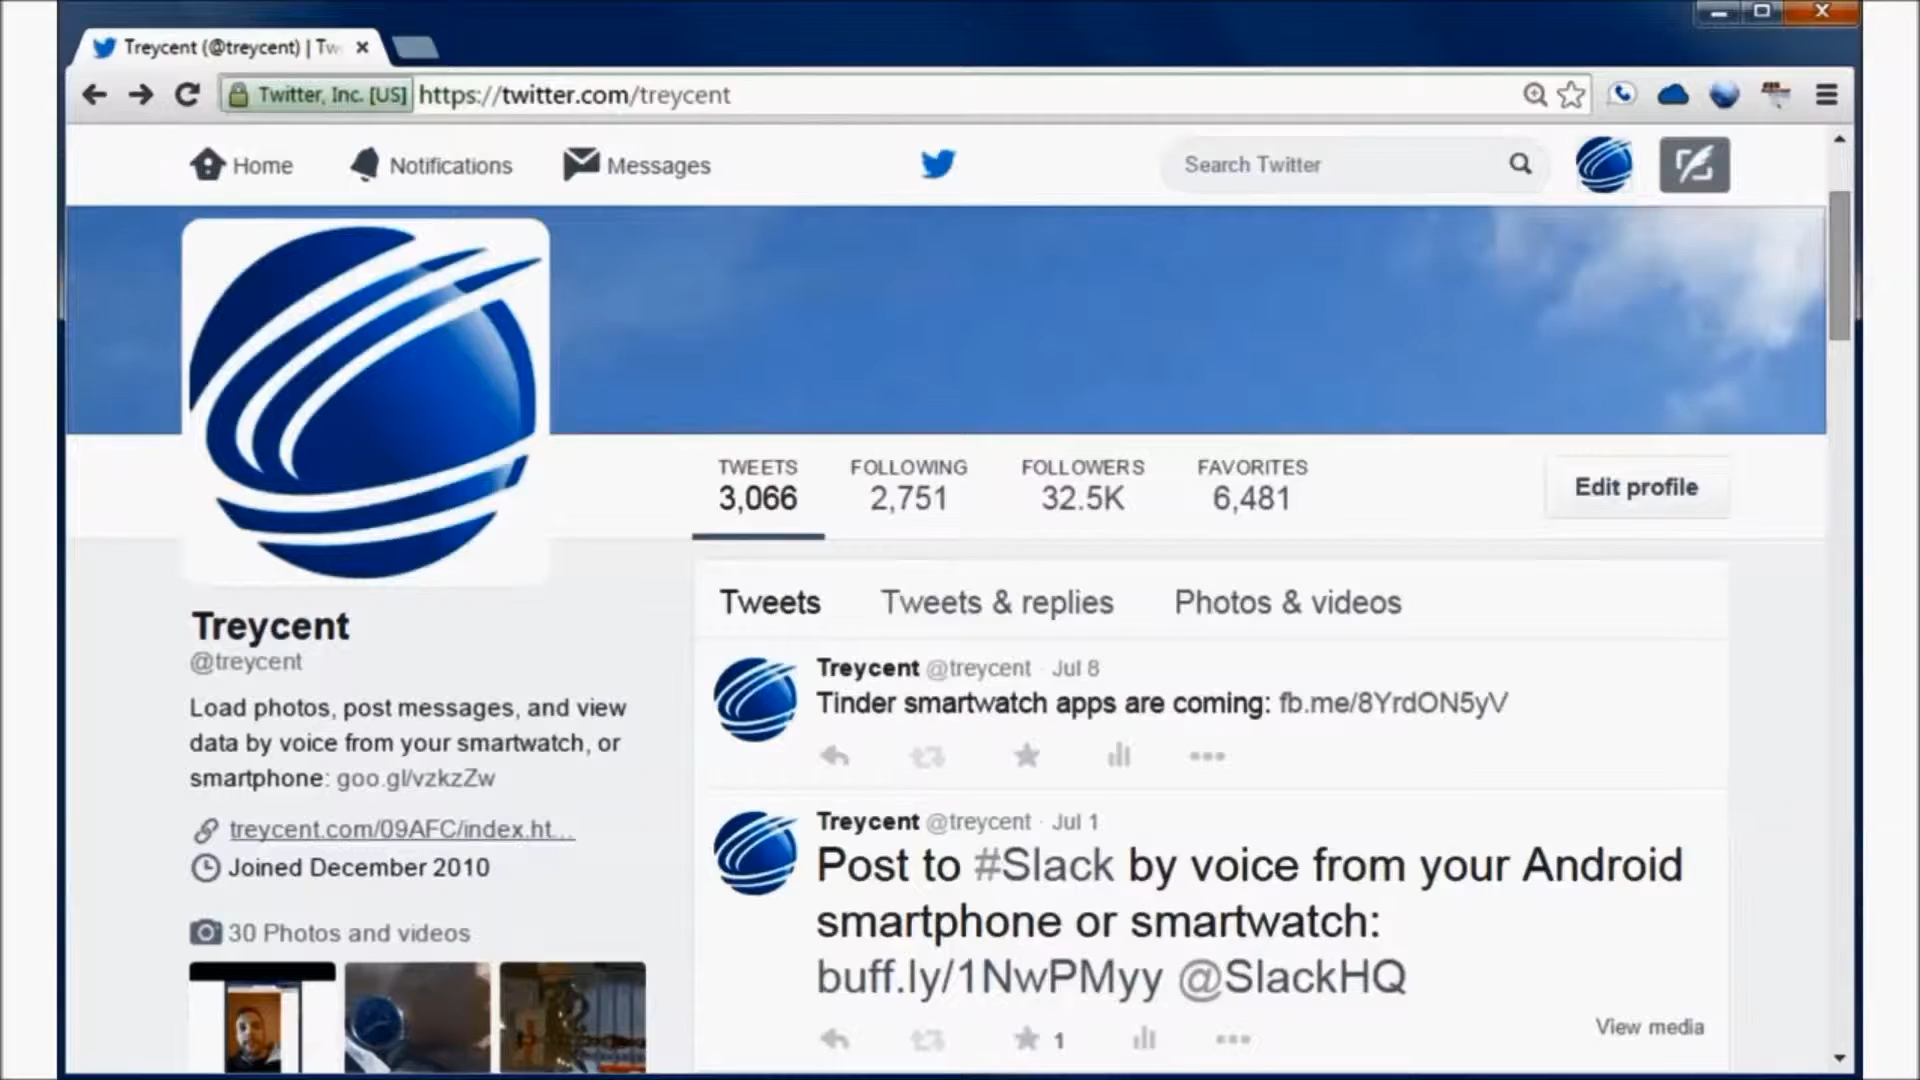 Treycent (@treycent) | Tw
Twitter, Inc. [US] https://twitter.com/treycent
Home Notifications Messages Search Twitter
TWEETS FOLLOWING FOLLOWERS FAVORITES
3,066 2,751 32.5K 6,481
Edit profile
Treycent
@treycent
Load photos, post messages, and view
data by voice from your smartwatch, or
smartphone: goo.gl/vzkzZw
treycent.com/09AFC/index.ht...
Joined December 2010
30 Photos and videos
Tweets Tweets & replies Photos & videos
Treycent @treycent · Jul 8
Tinder smartwatch apps are coming: fb.me/8YrdON5yV
Treycent @treycent · Jul 1
Post to #Slack by voice from your Android
smartphone or smartwatch:
buff.ly/1NwPMyy @SlackHQ
1
View media